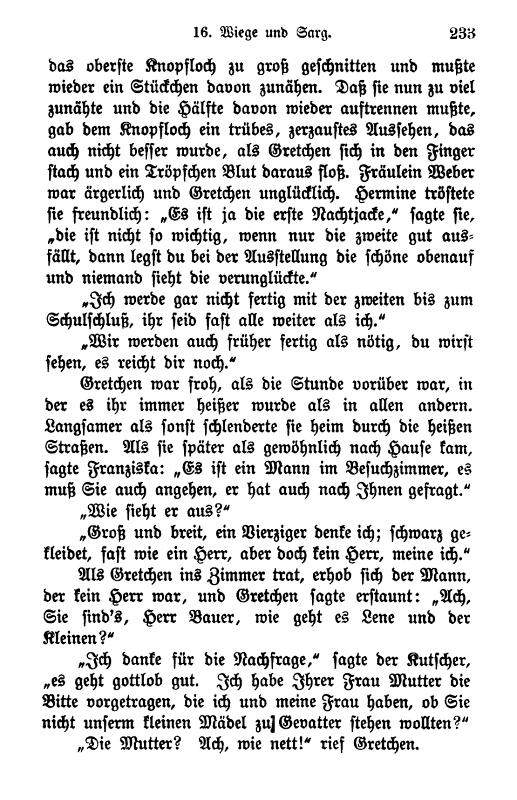 16. Wiege und Sarg. 233
das oberste Knopfloch zu groß geschnitten und mußte
wieder ein Stückchen davon zunähen. Daß sie nun zu viel
zunähte und die Hälfte davon wieder auftrennen mußte,
gab dem Knopfloch ein trübes, zerzaustes Aussehen, das
auch nicht besser wurde, als Gretchen sich in den Finger
stach und ein Tröpfchen Blut daraus floß. Fräulein Weber
war ärgerlich und Gretchen unglücklich. Hermine tröstete
sie freundlich: „Es ist ja die erste Nachtjacke,“ sagte sie,
„die ist nicht so wichtig, wenn nur die zweite gut aus-
fällt, dann legst du bei der Ausstellung die schöne obenauf
und niemand sieht die verunglückte.“
„Ich werde gar nicht fertig mit der zweiten bis zum
Schulschluß, ihr seid fast alle weiter als ich.“
„Wir werden auch früher fertig als nötig, du wirst
sehen, es reicht dir noch.“
Gretchen war froh, als die Stunde vorüber war, in
der es ihr immer heißer wurde als in allen andern.
Langsamer als sonst schlenderte sie heim durch die heißen
Straßen. Als sie später als gewöhnlich nach Hause kam,
sagte Franziska: „Es ist ein Mann im Besuchzimmer, es
muß Sie auch angehen, er hat auch nach Ihnen gefragt.“
„Wie sieht er aus?“
„Groß und breit, ein Vierziger denke ich; schwarz ge-
kleidet, fast wie ein Herr, aber doch kein Herr, meine ich.“
Als Gretchen ins Zimmer trat, erhob sich der Mann,
der kein Herr war, und Gretchen sagte erstaunt: „Ach,
Sie sind's, Herr Bauer, wie geht es Lene und der
Kleinen?“
„Ich danke für die Nachfrage,“ sagte der Kutscher,
„es geht gottlob gut. Ich habe Ihrer Frau Mutter die
Bitte vorgetragen, die ich und meine Frau haben, ob Sie
nicht unserm kleinen Mädel zu] Gevatter stehen wollten?“
„Die Mutter? Ach, wie nett!“ rief Gretchen.